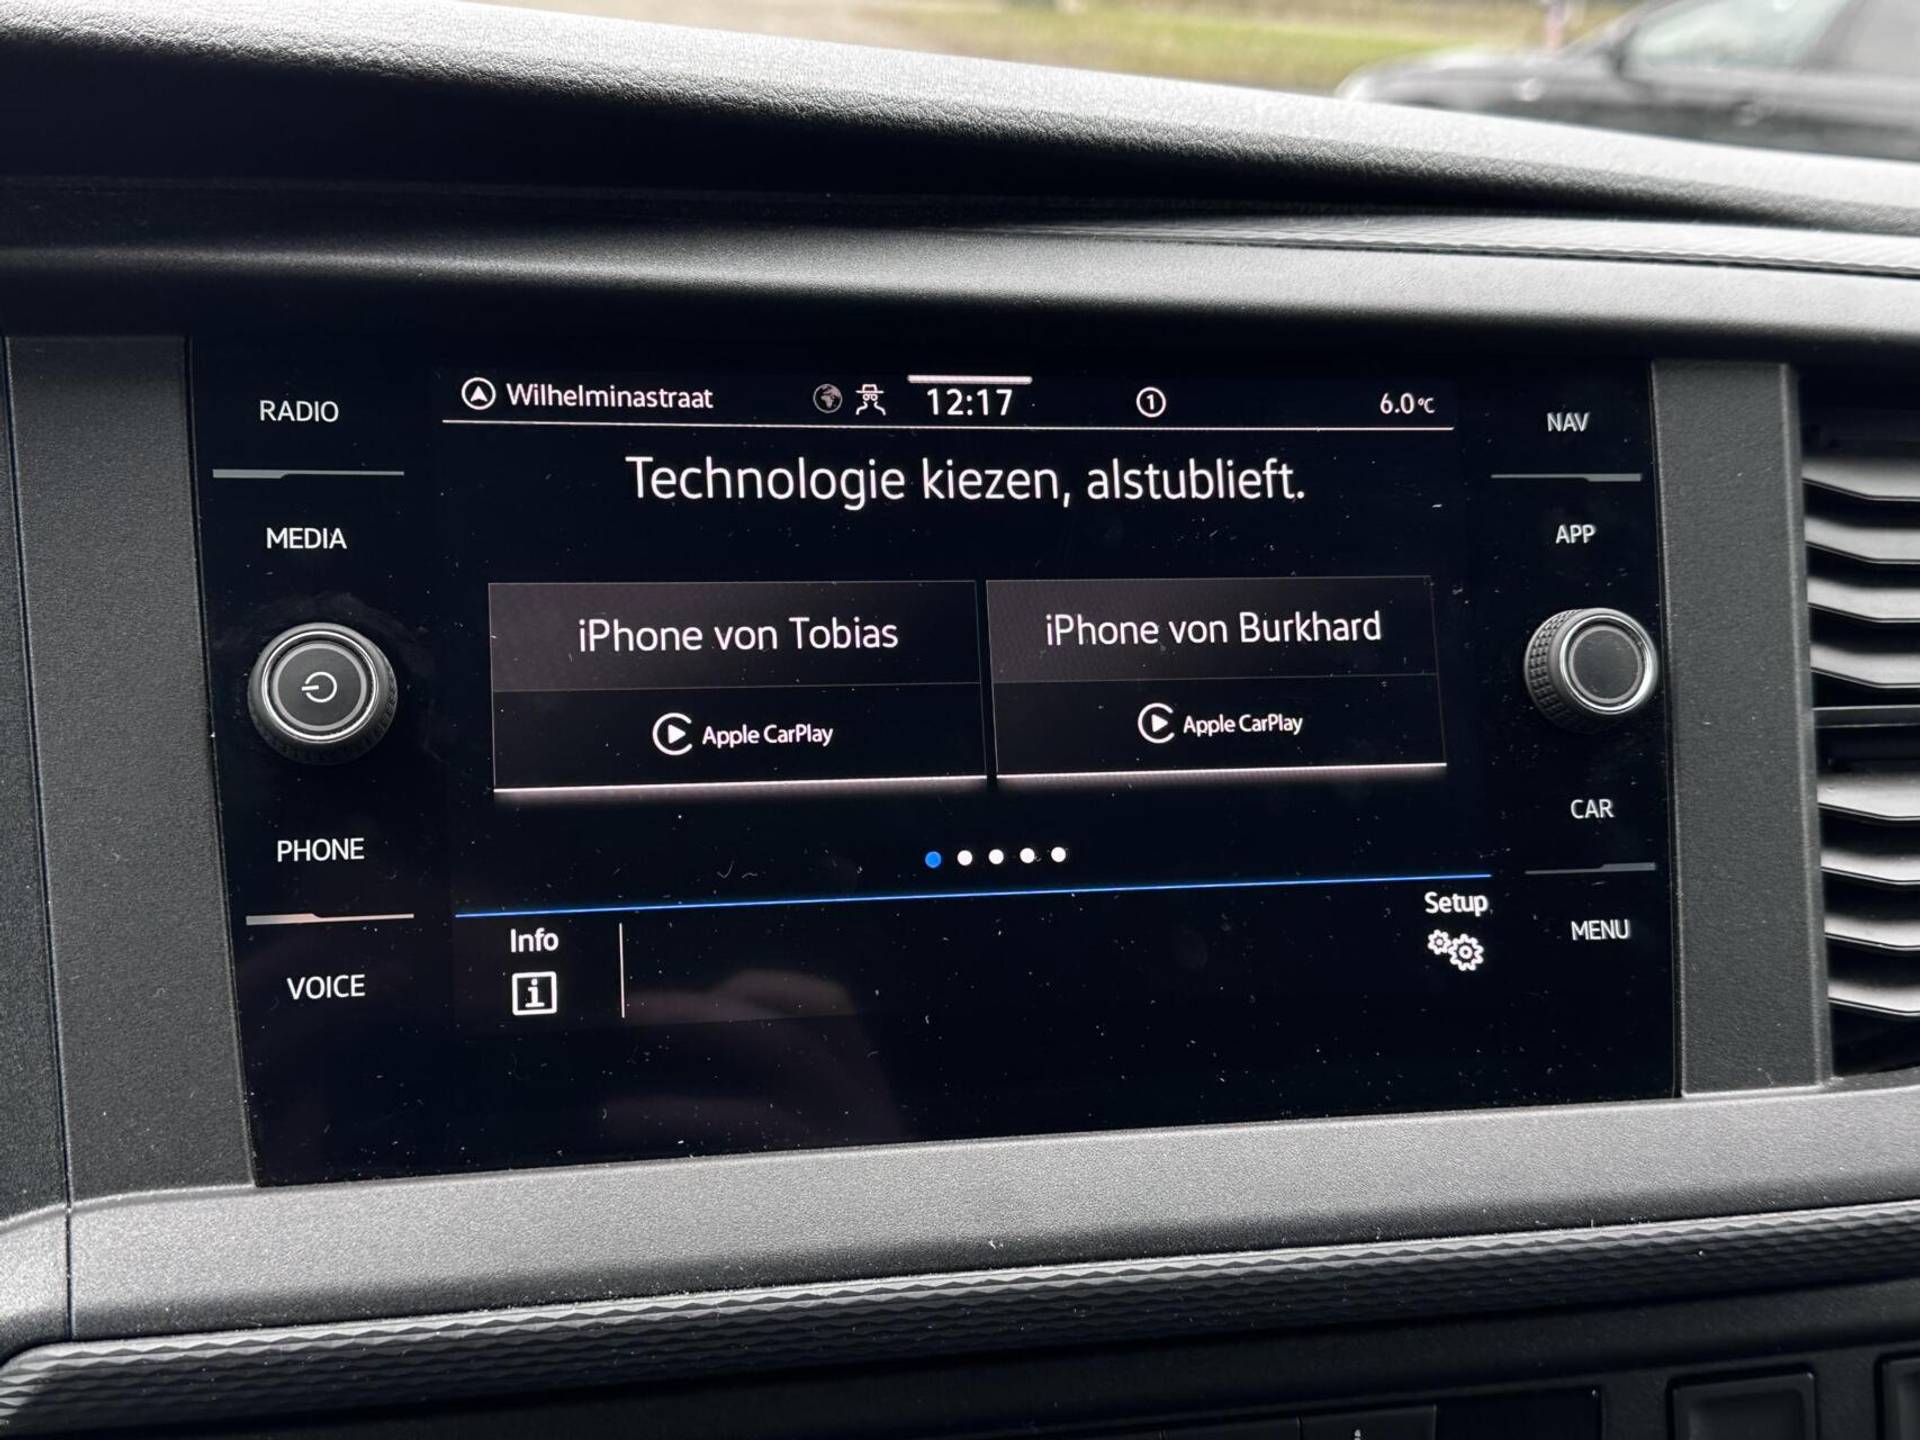 RADIO
MEDIA
PHONE
VOICE
Wilhelminastraat
12:17
1
6.0°C
Technologie kiezen, alstublieft.
iPhone von Tobias
Apple CarPlay
iPhone von Burkhard
Apple CarPlay
Info
i
Setup
NAV
APP
CAR
MENU